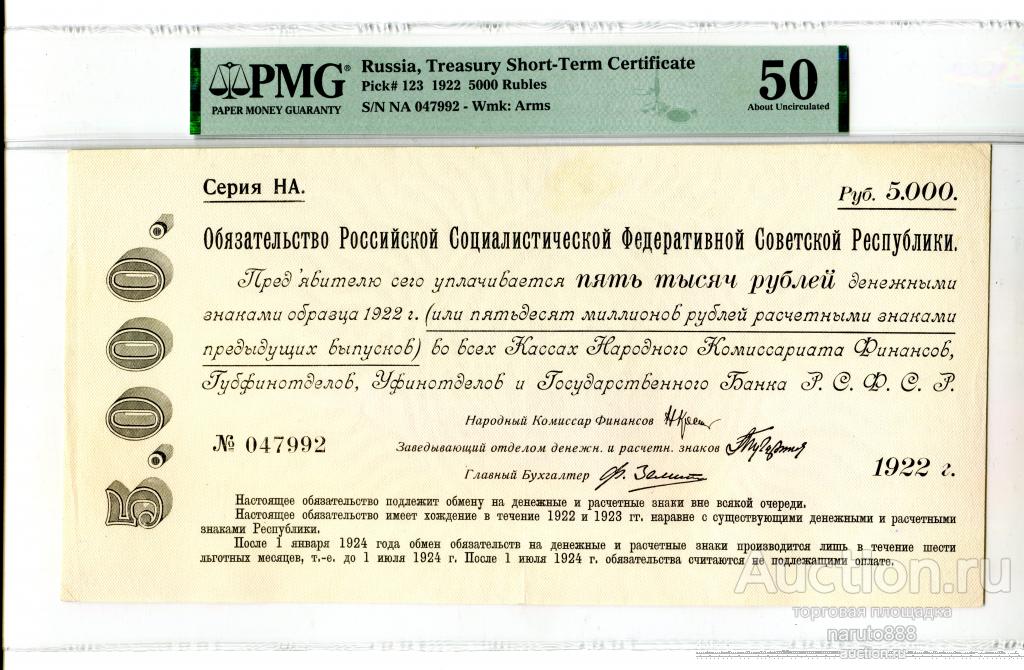 PMG®
PAPER MONEY GUARANTY
Russia, Treasury Short-Term Certificate
Pick# 123 1922 5000 Rubles
S/N NA 047992 - Wmk: Arms
50
About Uncirculated
Серия НА.
Руб. 5.000.
5.000.
Обязательство Российской Социалистической Федеративной Советской Республики.
Пред'явителю сего уплачивается пять тысяч рублей денежными
знаками образца 1922 г. (или пятьдесят миллионов рублей расчетными знаками
предыдущих выпусков) во всех Кассах Народного Комиссариата Финансов,
Губфинотделов, Уфинотделов и Государственного Банка Р. С. Ф. С. Р.
Народный Комиссар Финансов
№ 047992
Заведывающий отделом денежн. и расчетн. знаков
Главный Бухгалтер
1922 г.
Настоящее обязательство подлежит обмену на денежные и расчетные знаки вне всякой очереди.
Настоящее обязательство имеет хождение в течение 1922 и 1923 гг. наравне с существующими денежными и расчетными
знаками Республики.
После 1 января 1924 года обмен обязательств на денежные и расчетные знаки производится лишь в течение шести
льготных месяцев, т.-е. до 1 июля 1924 г. После 1 июля 1924 г. обязательства считаются не подлежащими оплате.
Auction.ru
торговая площадка
naruto888
auction.ru